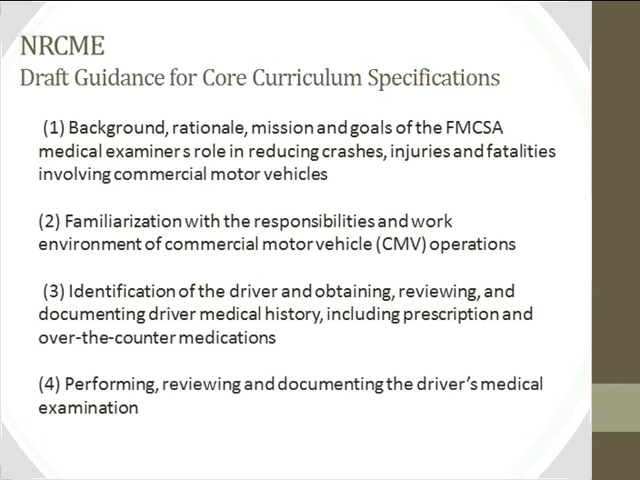 NRCME
Draft Guidance for Core Curriculum Specifications
(1) Background, rationale, mission and goals of the FMCSA
medical examiners role in reducing crashes, injuries and fatalities
involving commercial motor vehicles
(2) Familiarization with the responsibilities and work
environment of commercial motor vehicle (CMV) operations
(3) Identification of the driver and obtaining, reviewing, and
documenting driver medical history, including prescription and
over-the-counter medications
(4) Performing, reviewing and documenting the driver's medical
examination